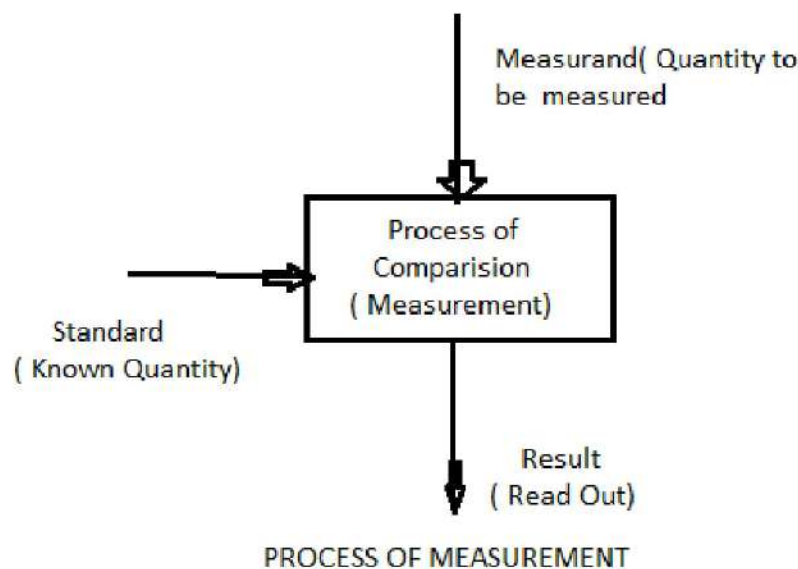 Measurand( Quantity to
be measured
Process of
Comparision
( Measurement)
Standard
( Known Quantity)
Result
( Read Out)
PROCESS OF MEASUREMENT